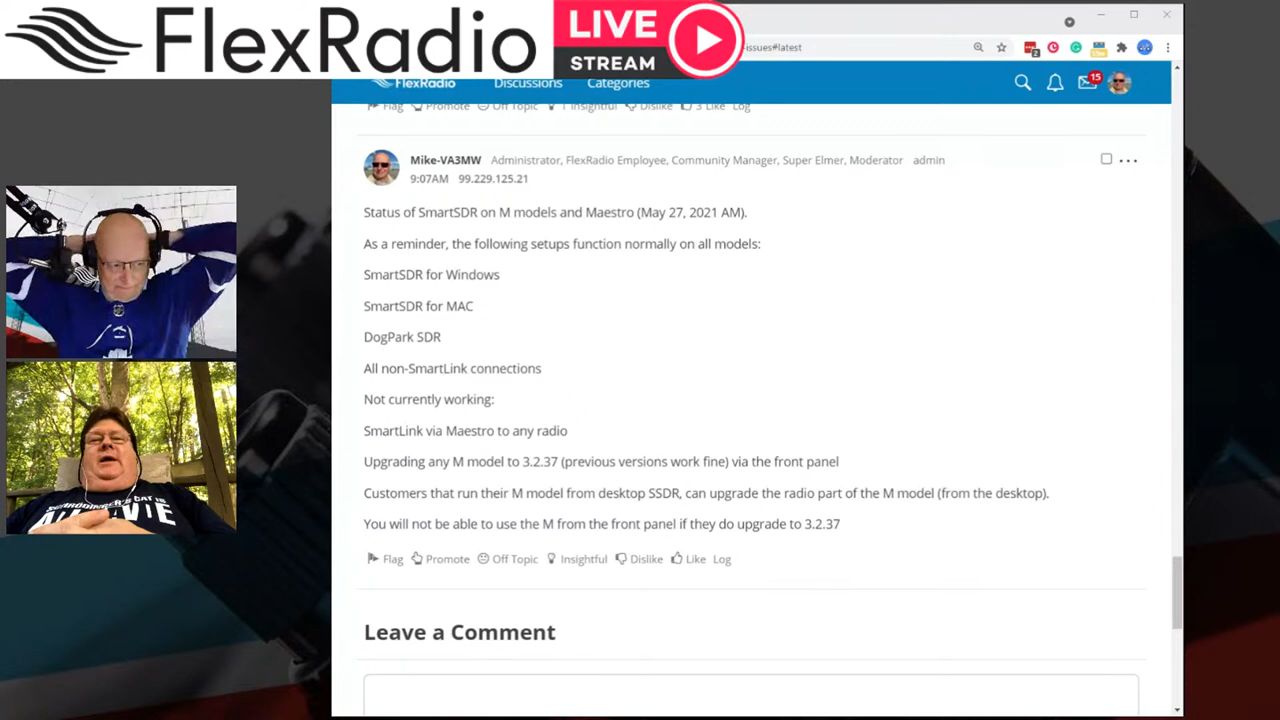 FlexRadio
LIVE
STREAM
-issues#latest
2
FlexRadio
Discussions
Categories
15
Flag Promote Off Topic 1 Insightful Dislike 3 Like Log
Mike-VA3MW Administrator, FlexRadio Employee, Community Manager, Super Elmer, Moderator admin
9:07AM 99.229.125.21
Status of SmartSDR on M models and Maestro (May 27, 2021 AM).
As a reminder, the following setups function normally on all models:
SmartSDR for Windows
SmartSDR for MAC
DogPark SDR
All non-SmartLink connections
Not currently working:
SmartLink via Maestro to any radio
Upgrading any M model to 3.2.37 (previous versions work fine) via the front panel
Customers that run their M model from desktop SSDR, can upgrade the radio part of the M model (from the desktop).
You will not be able to use the M from the front panel if they do upgrade to 3.2.37
Flag Promote Off Topic Insightful Dislike Like Log
Leave a Comment